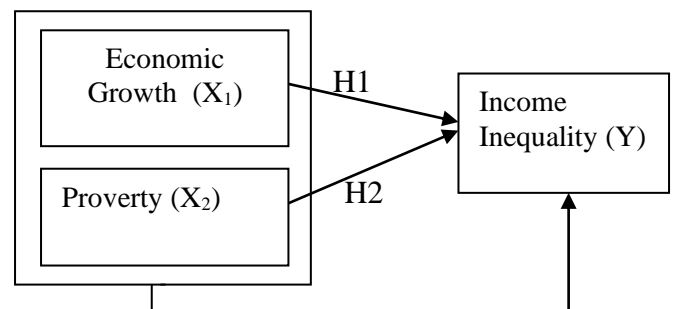 Economic
Growth (X₁)
H1
Income
Inequality (Y)
Proverty (X₂)
H2